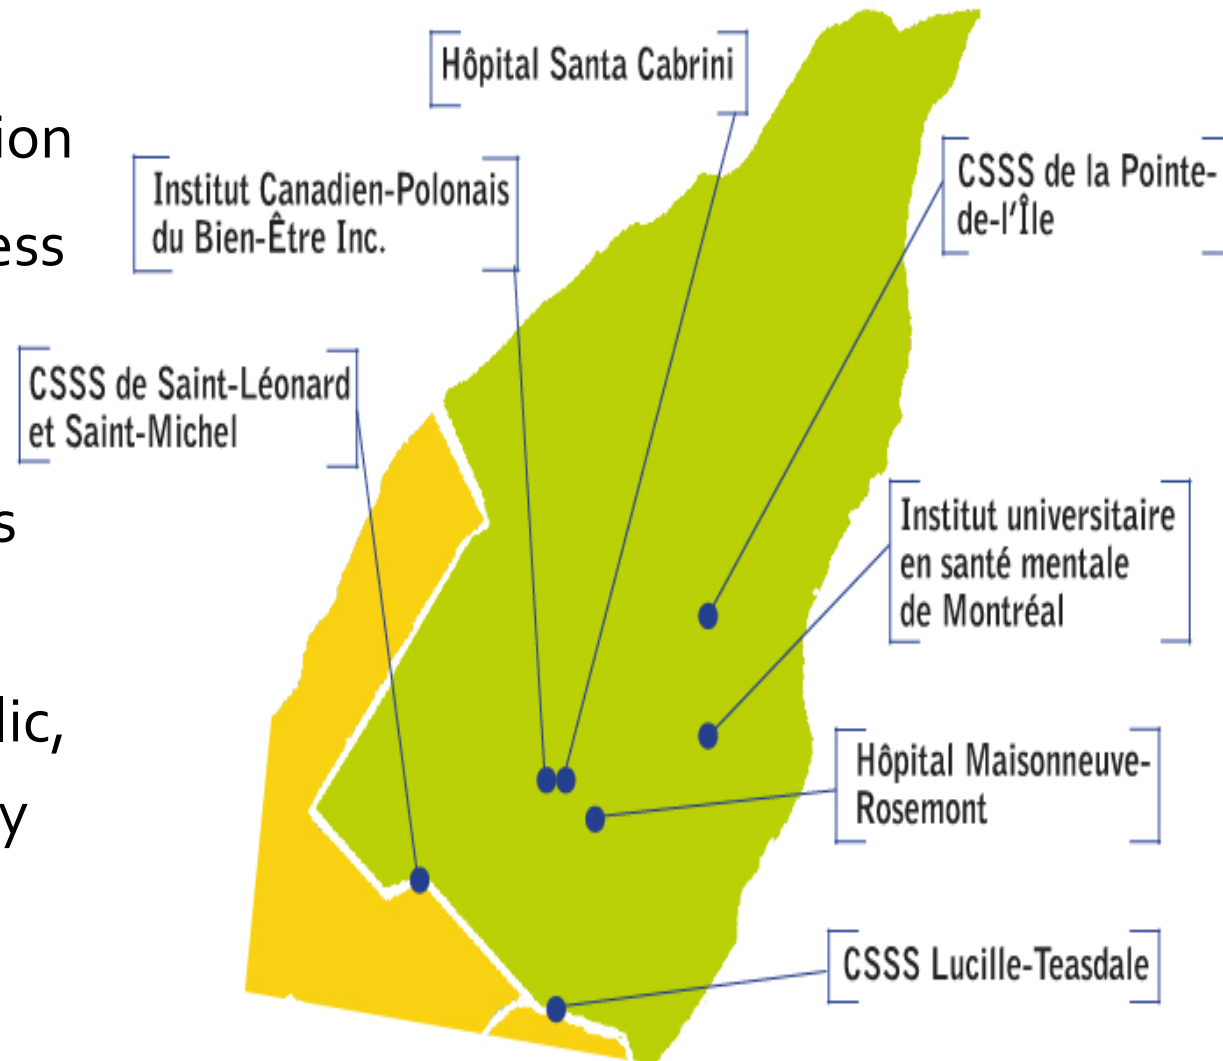 ion
ess
s
lic,
y
Hôpital Santa Cabrini
Institut Canadien-Polonais
du Bien-Être Inc.
CSSS de la Pointe-
de-l'Île
CSSS de Saint-Léonard
et Saint-Michel
Institut universitaire
en santé mentale
de Montréal
Hôpital Maisonneuve-
Rosemont
CSSS Lucille-Teasdale